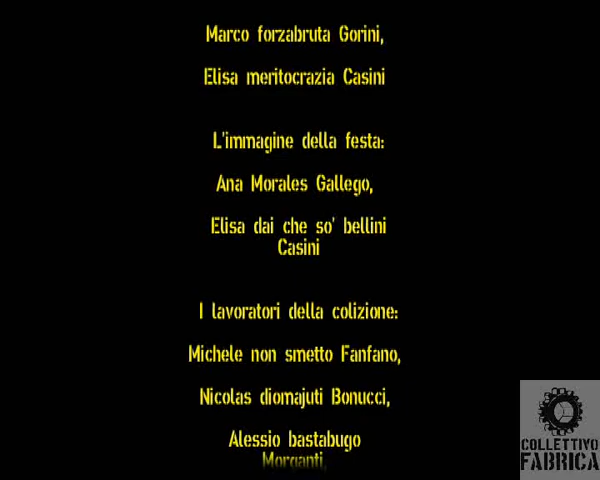 Marco forzabruta Gorini,
Elisa meritocrazia Casini
L'immagine della festa:
Ana Morales Gallego,
Elisa dai che so' bellini
Casini
I lavoratori della colizione:
Michele non smetto Fanfano,
Nicolas diomajuti Bonucci,
Alessio bastabugo
Morganti,
COLLETTIVO
FABRICA